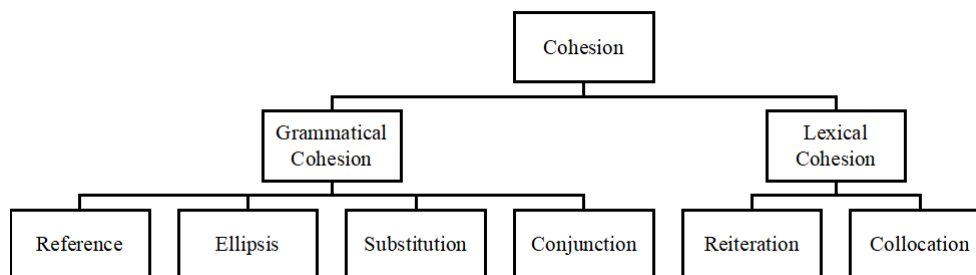 Cohesion
Grammatical
Cohesion
Lexical
Cohesion
Reference
Ellipsis
Substitution
Conjunction
Reiteration
Collocation